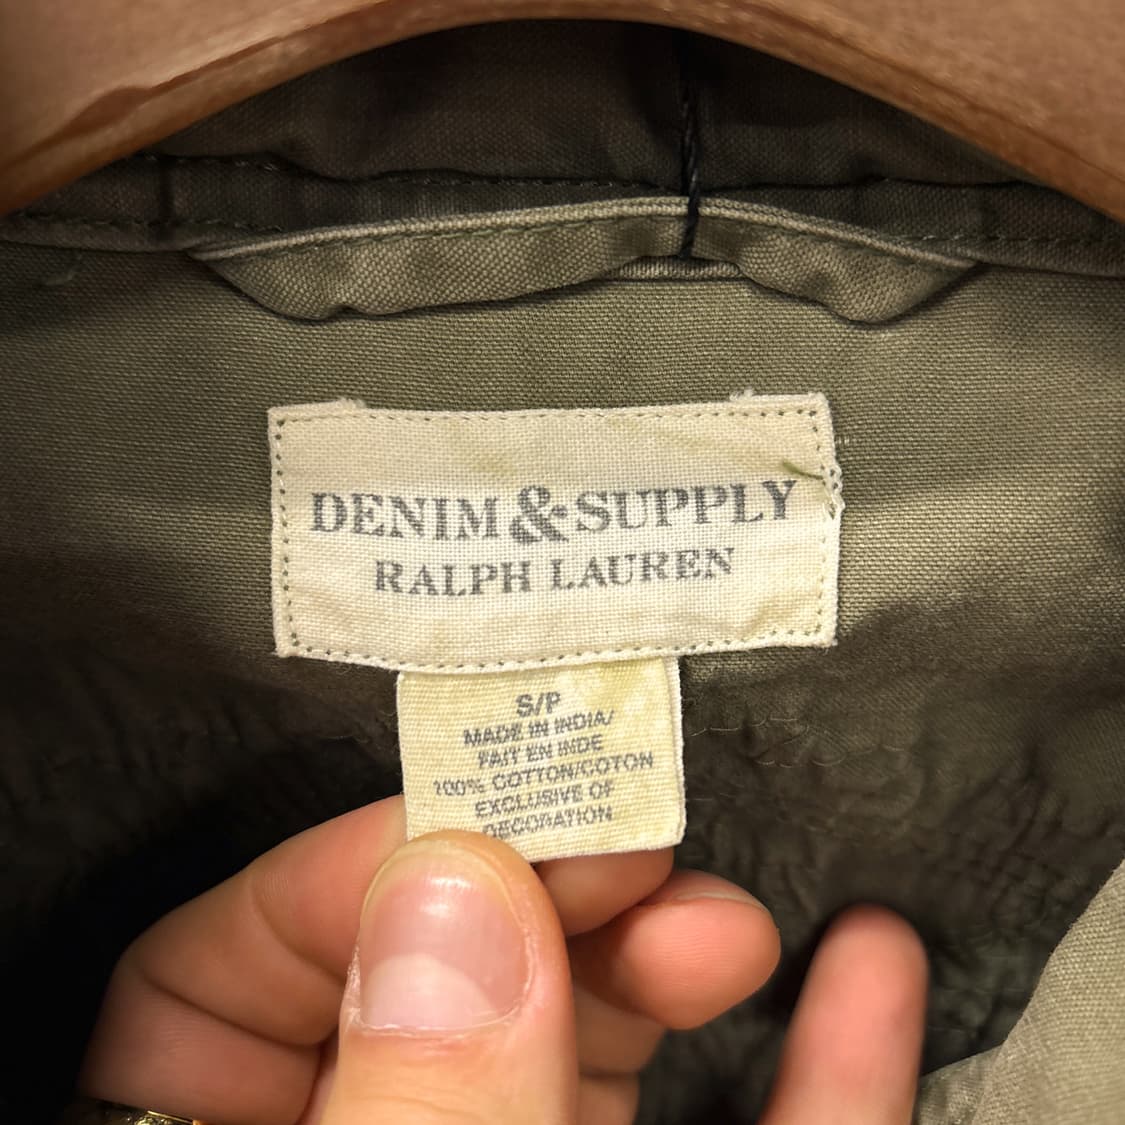 DENIM & SUPPLY
RALPH LAUREN
S/P
MADE IN INDIA/
FAIT EN INDE
100% COTTON/COTON
EXCLUSIVE OF
DECORATION